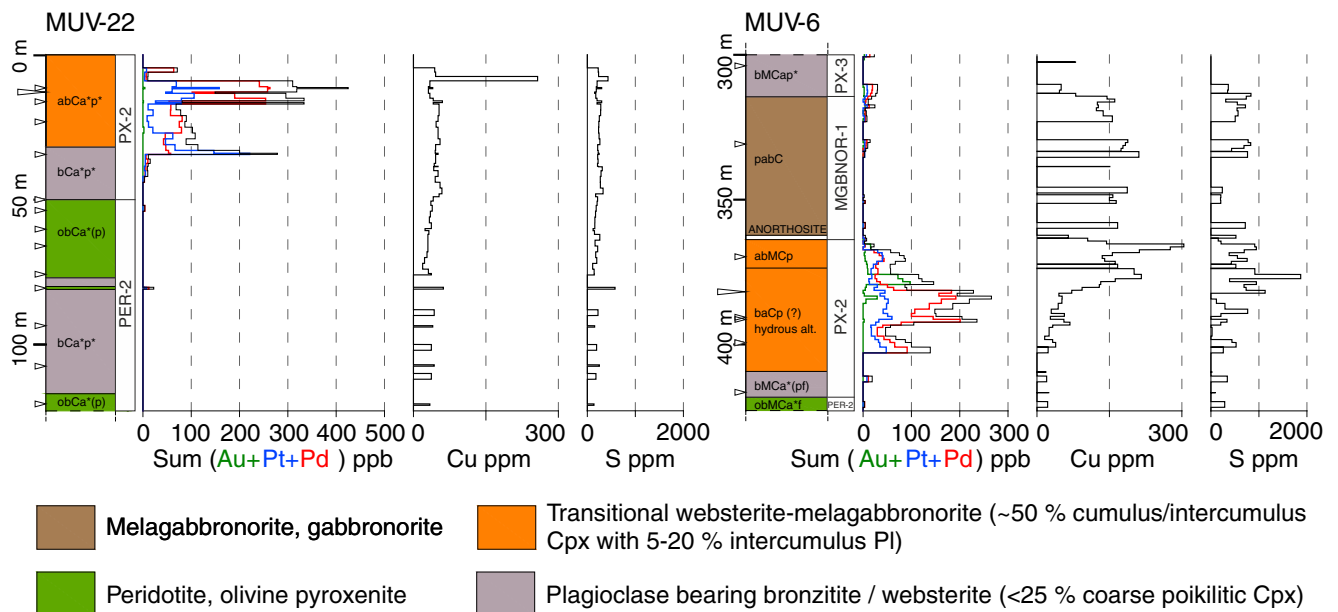 MUV-22
0 m
50 m
100 m
abCa*p*
bCa*p*
obCa*(p)
bCa*p*
obCa*(p)
PX-2
PER-2
0 100 200 300 400 500
Sum (Au+Pt+Pd ) ppb
0 300
Cu ppm
0 1000 2000
S ppm
MUV-6
300 m
350 m
400 m
bMCap*
pabC
ANORTHOSITE
abMCp
baCp (?)
hydrous alt.
bMCa*(pf)
obMCa*f
PX-3
MGBNOR-1
PX-2
PER-2
0 100 200 300
Sum (Au+Pt+Pd ) ppb
0 300
Cu ppm
0 1000 2000
S ppm
Melagabbronorite, gabbronorite
Transitional websterite-melagabbronorite (~50 % cumulus/intercumulus
Cpx with 5-20 % intercumulus Pl)
Peridotite, olivine pyroxenite
Plagioclase bearing bronzitite / websterite (<25 % coarse poikilitic Cpx)